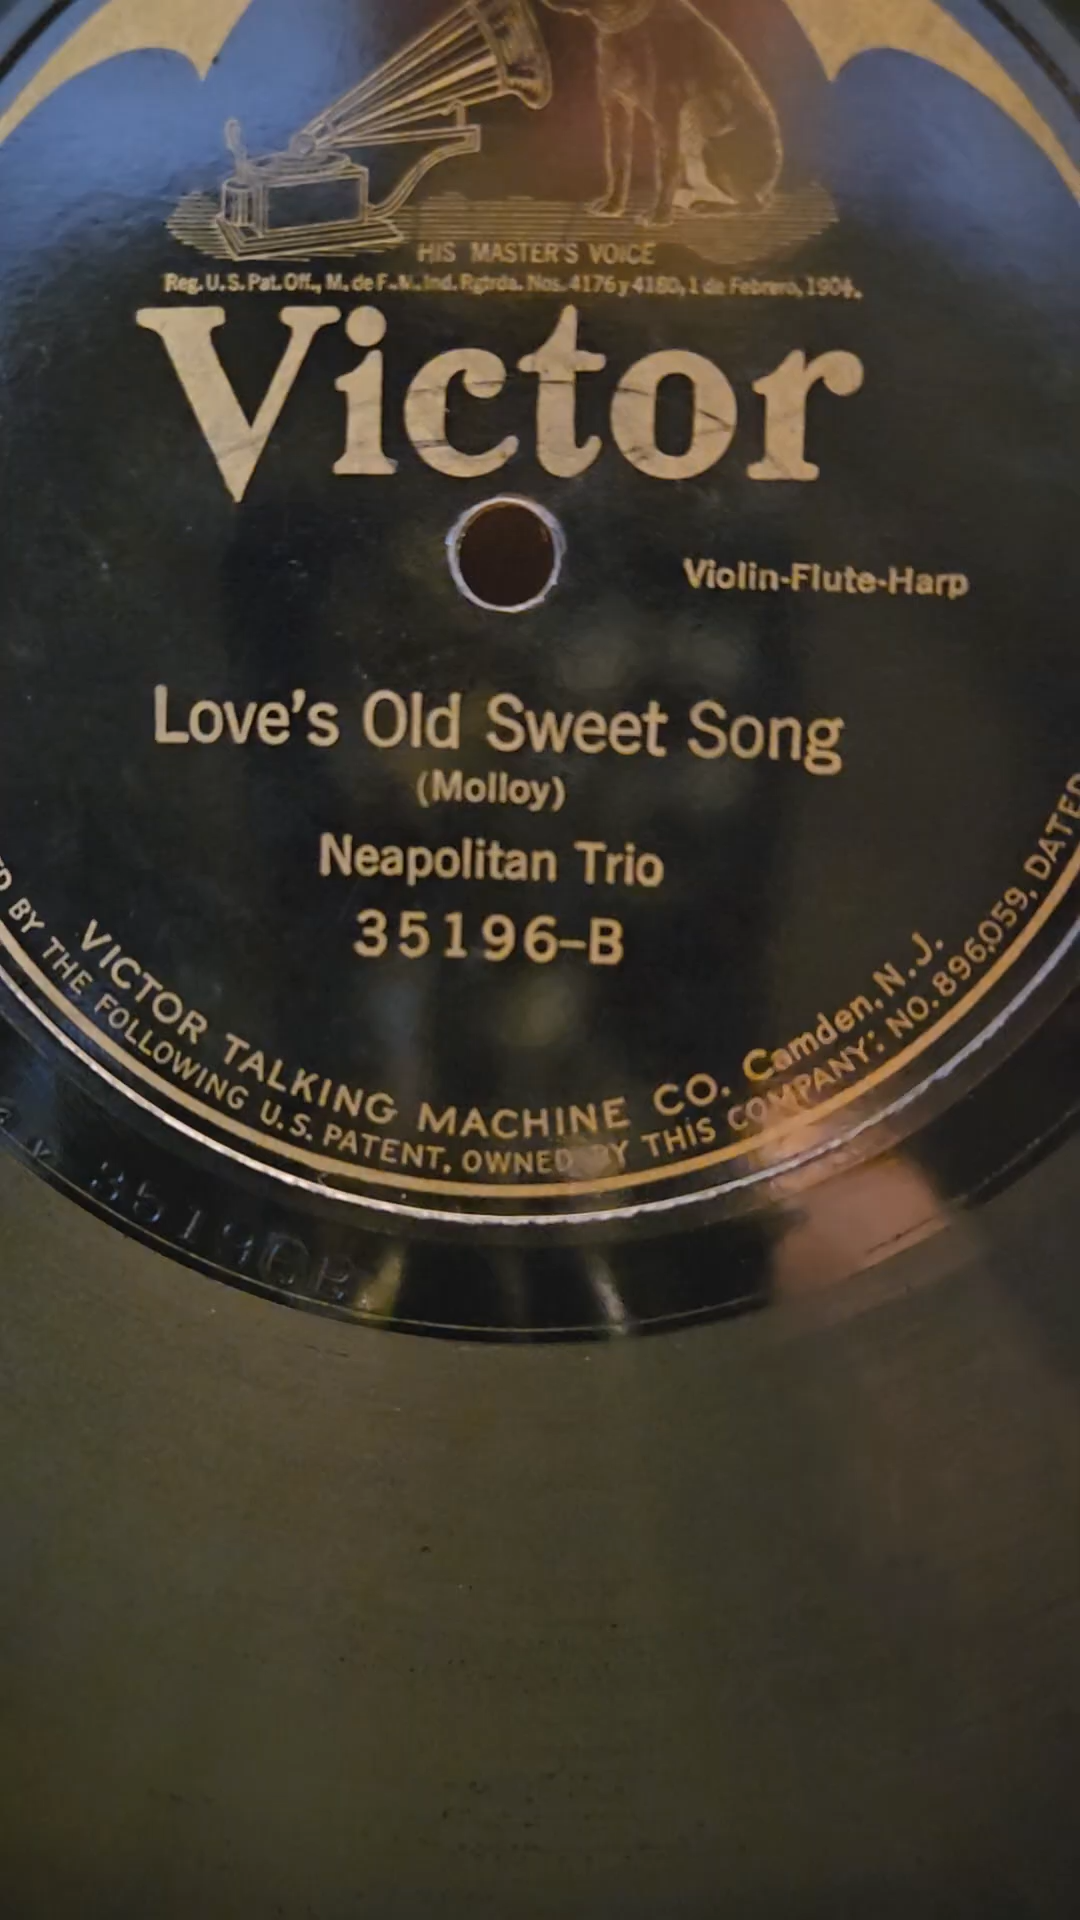 HIS MASTER'S VOICE
Reg. U.S. Pat. Off., M. de F. M. Ind. Rgtrda. Nos. 4176 y 4180, 1 de Febrero, 1904.
Victor
Violin-Flute-Harp
Love's Old Sweet Song
(Molloy)
Neapolitan Trio
35196-B
VICTOR TALKING MACHINE CO. Camden, N.J.
BY THE FOLLOWING U.S. PATENT, OWNED BY THIS COMPANY: NO. 896,059, DATED
35196B